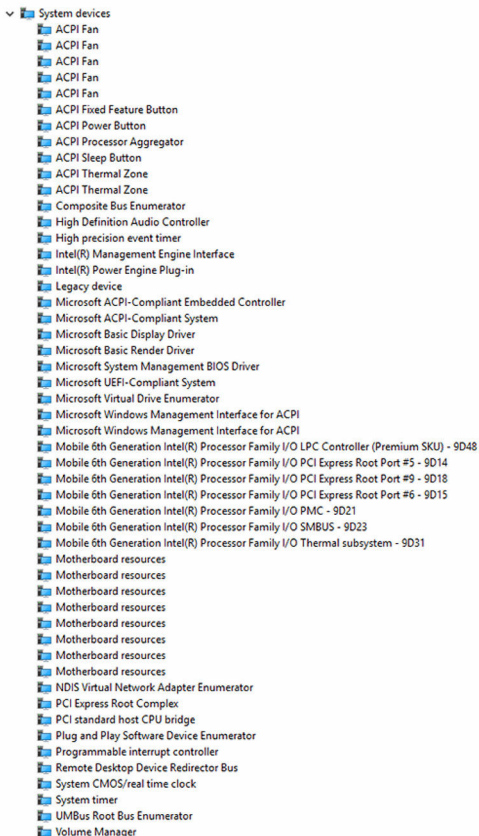 System devices
ACPI Fan
ACPI Fan
ACPI Fan
ACPI Fan
ACPI Fan
ACPI Fixed Feature Button
ACPI Power Button
ACPI Processor Aggregator
ACPI Sleep Button
ACPI Thermal Zone
ACPI Thermal Zone
Composite Bus Enumerator
High Definition Audio Controller
High precision event timer
Intel(R) Management Engine Interface
Intel(R) Power Engine Plug-in
Legacy device
Microsoft ACPI-Compliant Embedded Controller
Microsoft ACPI-Compliant System
Microsoft Basic Display Driver
Microsoft Basic Render Driver
Microsoft System Management BIOS Driver
Microsoft UEFI-Compliant System
Microsoft Virtual Drive Enumerator
Microsoft Windows Management Interface for ACPI
Microsoft Windows Management Interface for ACPI
Mobile 6th Generation Intel(R) Processor Family I/O LPC Controller (Premium SKU) - 9D48
Mobile 6th Generation Intel(R) Processor Family I/O PCI Express Root Port #5 - 9D14
Mobile 6th Generation Intel(R) Processor Family I/O PCI Express Root Port #9 - 9D18
Mobile 6th Generation Intel(R) Processor Family I/O PCI Express Root Port #6 - 9D15
Mobile 6th Generation Intel(R) Processor Family I/O PMC - 9D21
Mobile 6th Generation Intel(R) Processor Family I/O SMBUS - 9D23
Mobile 6th Generation Intel(R) Processor Family I/O Thermal subsystem - 9D31
Motherboard resources
Motherboard resources
Motherboard resources
Motherboard resources
Motherboard resources
Motherboard resources
Motherboard resources
Motherboard resources
NDIS Virtual Network Adapter Enumerator
PCI Express Root Complex
PCI standard host CPU bridge
Plug and Play Software Device Enumerator
Programmable interrupt controller
Remote Desktop Device Redirector Bus
System CMOS/real time clock
System timer
UMBus Root Bus Enumerator
Volume Manager